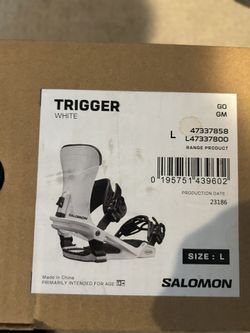 TRIGGER
WHITE
GO
GM
L 47337858
L47337800
RANGE PRODUCT
0 195751 439602
PRODUCTION DATE
23186
Made in China
PRIMARILY INTENDED FOR AGE
SIZE : L
SALOMON